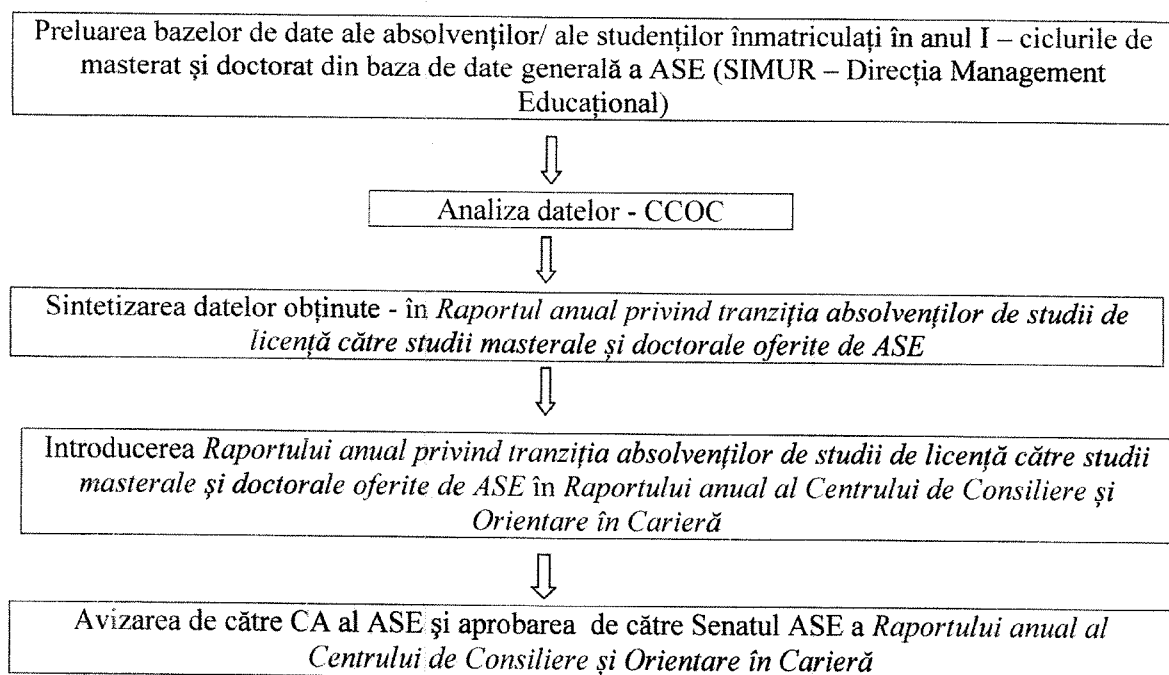 Preluarea bazelor de date ale absolvenților/ ale studenților înmatriculați în anul I – ciclurile de
masterat și doctorat din baza de date generală a ASE (SIMUR – Direcția Management
Educațional)
Analiza datelor - CCOC
Sintetizarea datelor obținute - în Raportul anual privind tranziția absolvenților de studii de
licență către studii masterale și doctorale oferite de ASE
Introducerea Raportului anual privind tranziția absolvenților de studii de licență către studii
masterale și doctorale oferite de ASE în Raportului anual al Centrului de Consiliere și
Orientare în Carieră
Avizarea de către CA al ASE și aprobarea de către Senatul ASE a Raportului anual al
Centrului de Consiliere și Orientare în Carieră